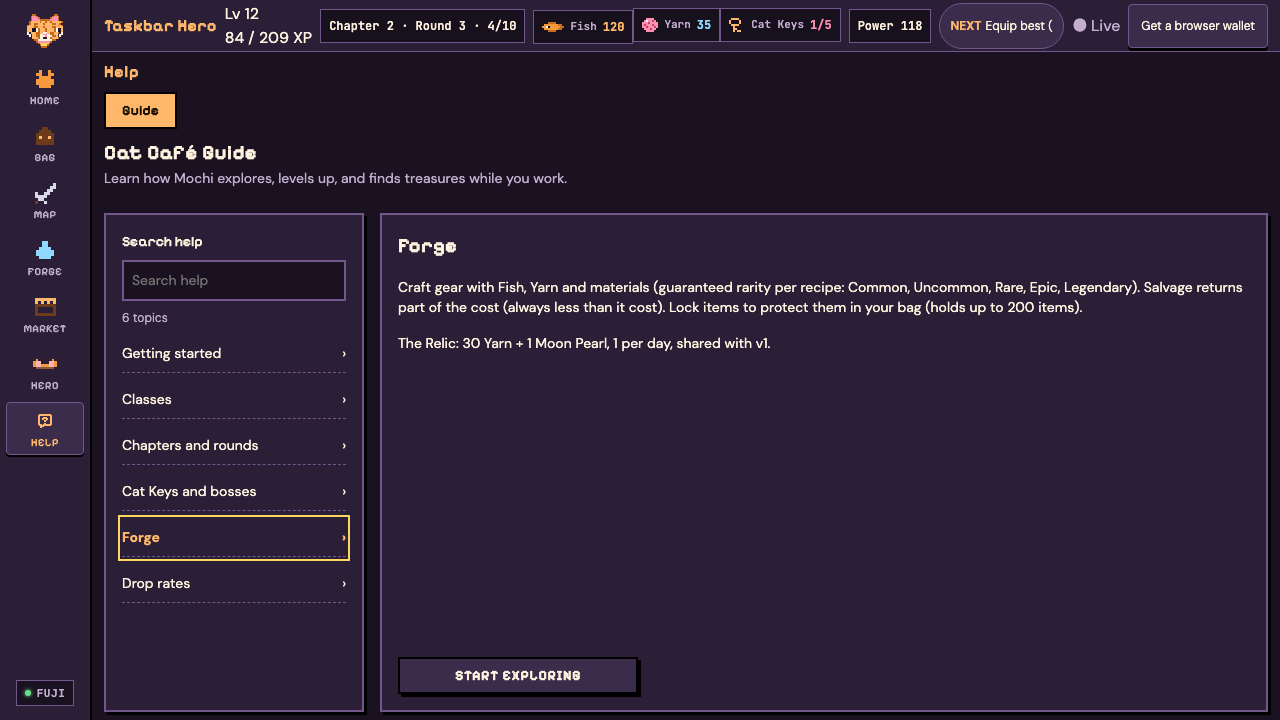 Taskbar Hero
Lv 12
84 / 209 XP
Chapter 2 · Round 3 · 4/10
Fish 120
Yarn 35
Cat Keys 1/5
Power 118
NEXT Equip best (
Live
Get a browser wallet
HOME
BAG
MAP
FORGE
MARKET
HERO
HELP
FUJI
Help
Guide
Cat Café Guide
Learn how Mochi explores, levels up, and finds treasures while you work.
Search help
Search help
6 topics
Getting started ›
Classes ›
Chapters and rounds ›
Cat Keys and bosses ›
Forge ›
Drop rates ›
Forge
Craft gear with Fish, Yarn and materials (guaranteed rarity per recipe: Common, Uncommon, Rare, Epic, Legendary). Salvage returns
part of the cost (always less than it cost). Lock items to protect them in your bag (holds up to 200 items).
The Relic: 30 Yarn + 1 Moon Pearl, 1 per day, shared with v1.
START EXPLORING